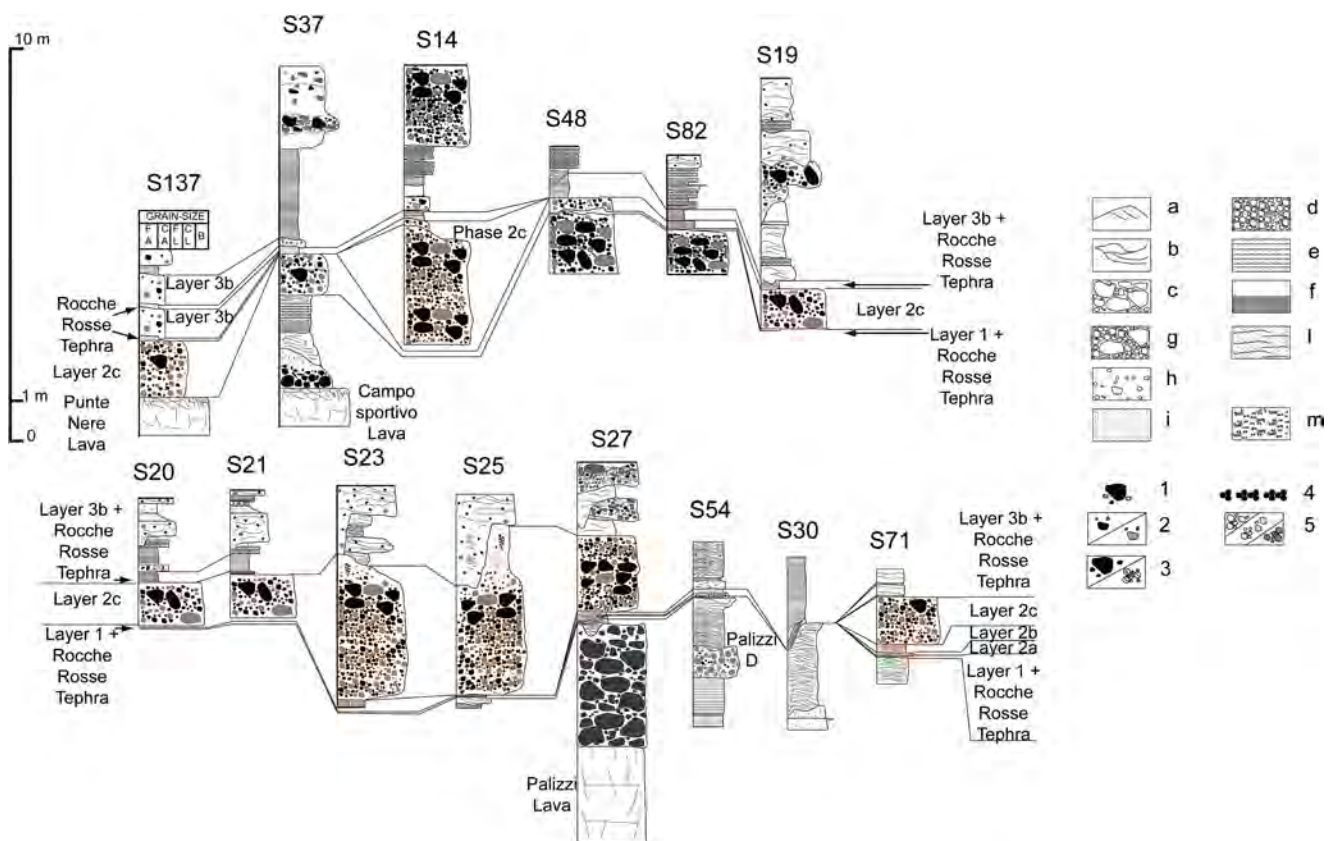 10 m
S37
S14
S19
S48
S82
S137
GRAIN-SIZE
F A
C A
F L
C L
B
Phase 2c
Layer 3b
Layer 3b
Rocche
Rosse
Tephra
Layer 2c
Punte
Nere
Lava
1 m
0
Campo
sportivo
Lava
Layer 3b +
Rocche
Rosse
Tephra
Layer 2c
Layer 1 +
Rocche
Rosse
Tephra
a
b
c
g
h
i
d
e
f
l
m
1
2
3
4
5
S20
S21
S23
S25
S27
S54
S30
S71
Layer 3b +
Rocche
Rosse
Tephra
Layer 2c
Layer 1 +
Rocche
Rosse
Tephra
Palizzi
Lava
Palizzi
D
Layer 3b +
Rocche
Rosse
Tephra
Layer 2c
Layer 2b
Layer 2a
Layer 1 +
Rocche
Rosse
Tephra